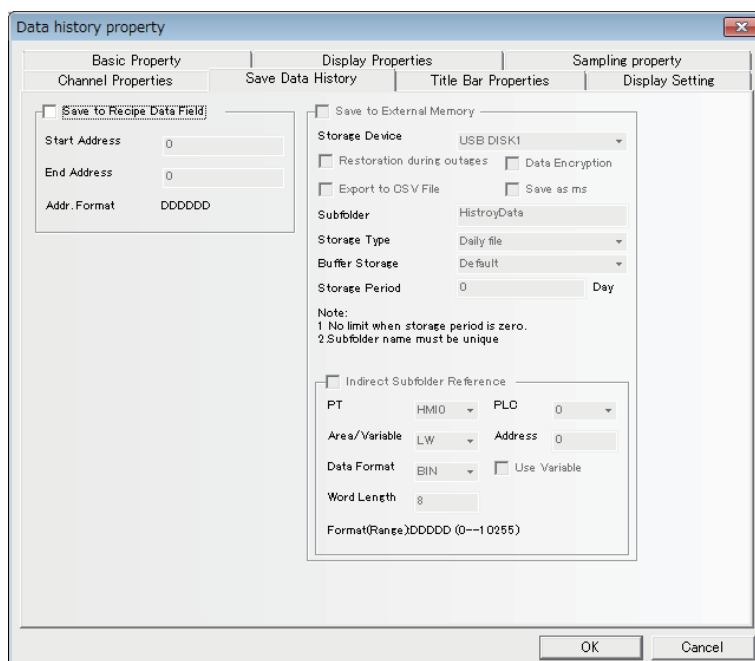 Data history property
Basic Property
Display Properties
Sampling property
Channel Properties
Save Data History
Title Bar Properties
Display Setting
Save to Recipe Data Field
Start Address
0
End Address
0
Addr. Format
DDDDDD
Save to External Memory
Storage Device
USB DISK1
Restoration during outages
Data Encryption
Export to CSV File
Save as ms
Subfolder
HistroyData
Storage Type
Daily file
Buffer Storage
Default
Storage Period
0
Day
Note:
1 No limit when storage period is zero.
2.Subfolder name must be unique
Indirect Subfolder Reference
PT
HMI0
PLC
0
Area/Variable
LW
Address
0
Data Format
BIN
Use Variable
Word Length
8
Format(Range):DDDDD (0--10255)
OK
Cancel